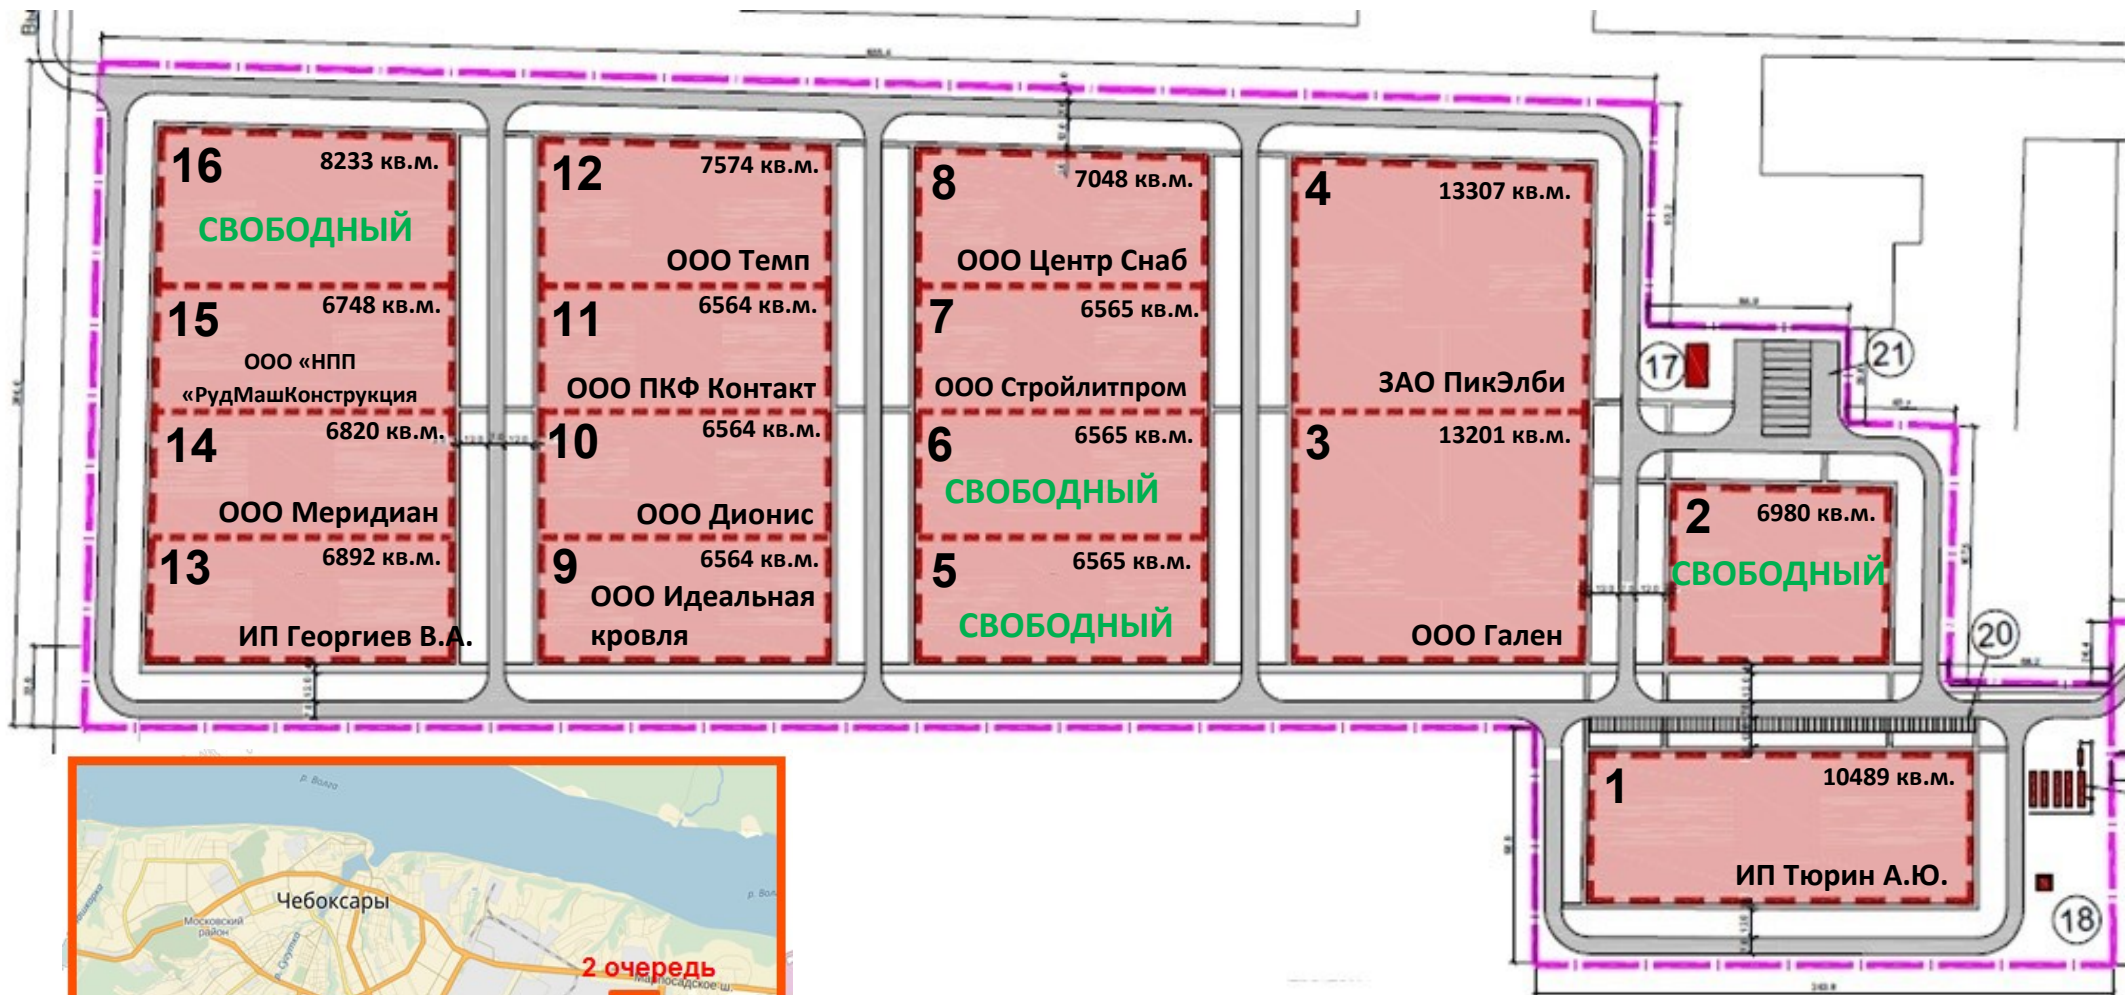 16
8233 кв.м.
СВОБОДНЫЙ
15
6748 кв.м.
ООО «НПП
«РудМашКонструкция
14
6820 кв.м.
ООО Меридиан
13
6892 кв.м.
ИП Георгиев В.А.
12
7574 кв.м.
ООО Темп
11
6564 кв.м.
ООО ПКФ Контакт
10
6564 кв.м.
ООО Дионис
9
6564 кв.м.
ООО Идеальная
кровля
8
7048 кв.м.
ООО Центр Снаб
7
6565 кв.м.
ООО Стройлитпром
6
6565 кв.м.
СВОБОДНЫЙ
5
6565 кв.м.
СВОБОДНЫЙ
4
13307 кв.м.
ЗАО ПикЭлби
3
13201 кв.м.
ООО Гален
17
21
2
6980 кв.м.
СВОБОДНЫЙ
20
1
10489 кв.м.
ИП Тюрин А.Ю.
18
р. Волга
Чебоксары
Московский
район
р. Сугутка
2 очередь
Марпосадское ш.